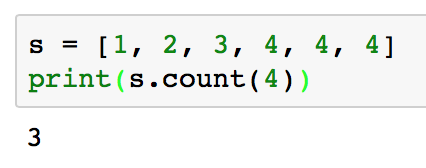 s = [1, 2, 3, 4, 4, 4]
print(s.count(4))
3